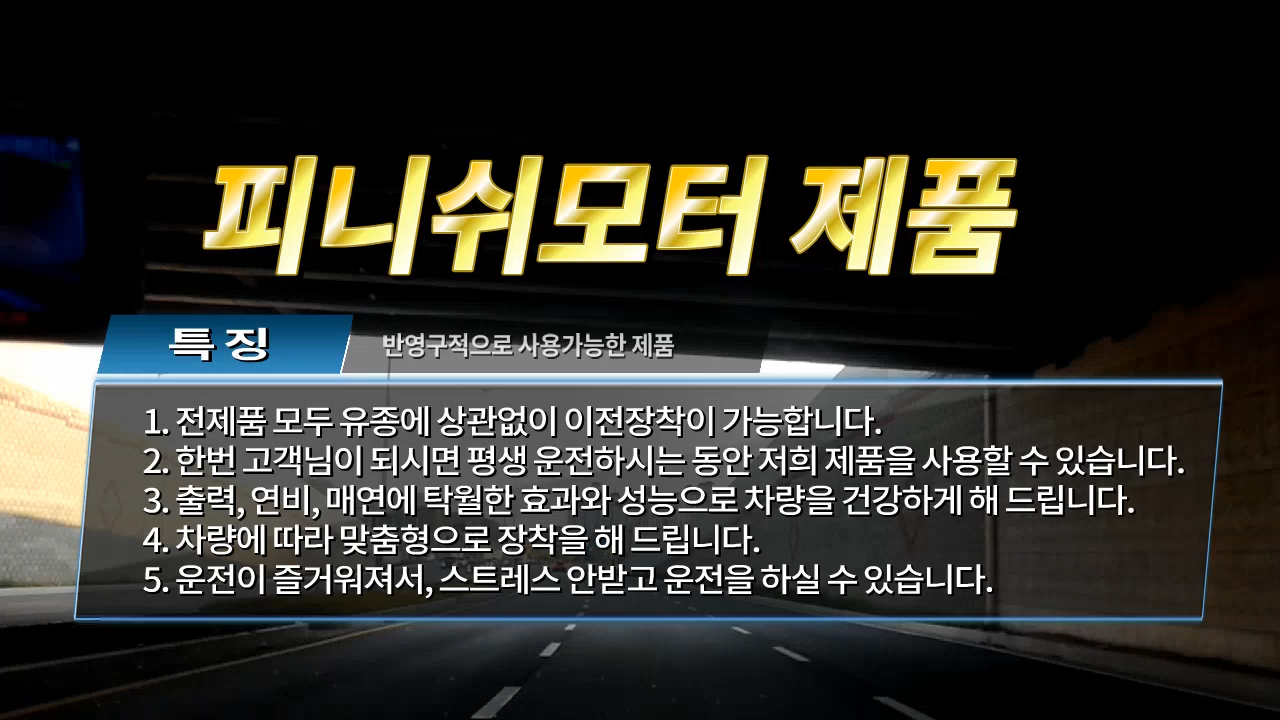 피니쉬모터 제품
특 징
반영구적으로 사용가능한 제품
1. 전제품 모두 유종에 상관없이 이전장착이 가능합니다.
2. 한번 고객님이 되시면 평생 운전하시는 동안 저희 제품을 사용할 수 있습니다.
3. 출력, 연비, 매연에 탁월한 효과와 성능으로 차량을 건강하게 해 드립니다.
4. 차량에 따라 맞춤형으로 장착을 해 드립니다.
5. 운전이 즐거워져서, 스트레스 안받고 운전을 하실 수 있습니다.